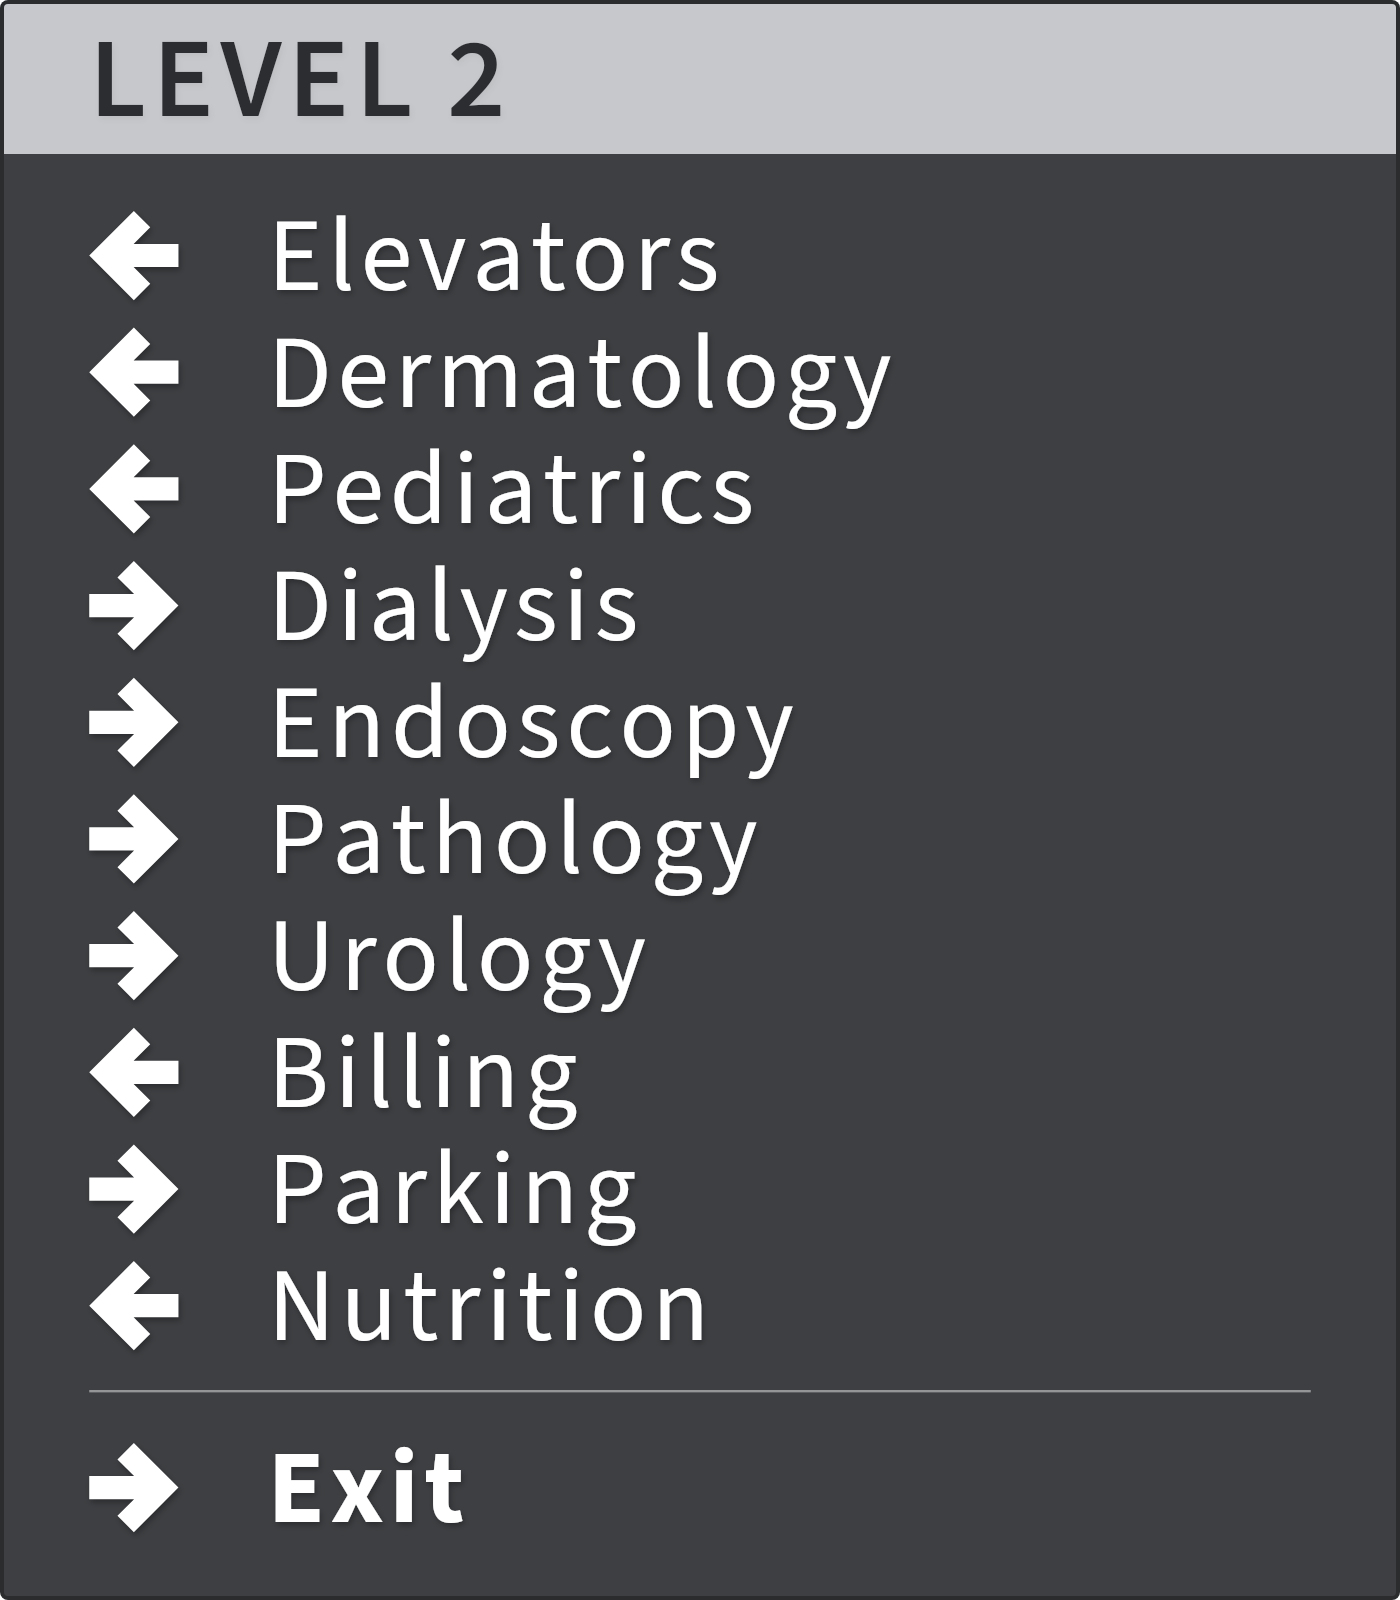 LEVEL 2
← Elevators
← Dermatology
← Pediatrics
→ Dialysis
→ Endoscopy
→ Pathology
→ Urology
← Billing
→ Parking
← Nutrition
→ Exit